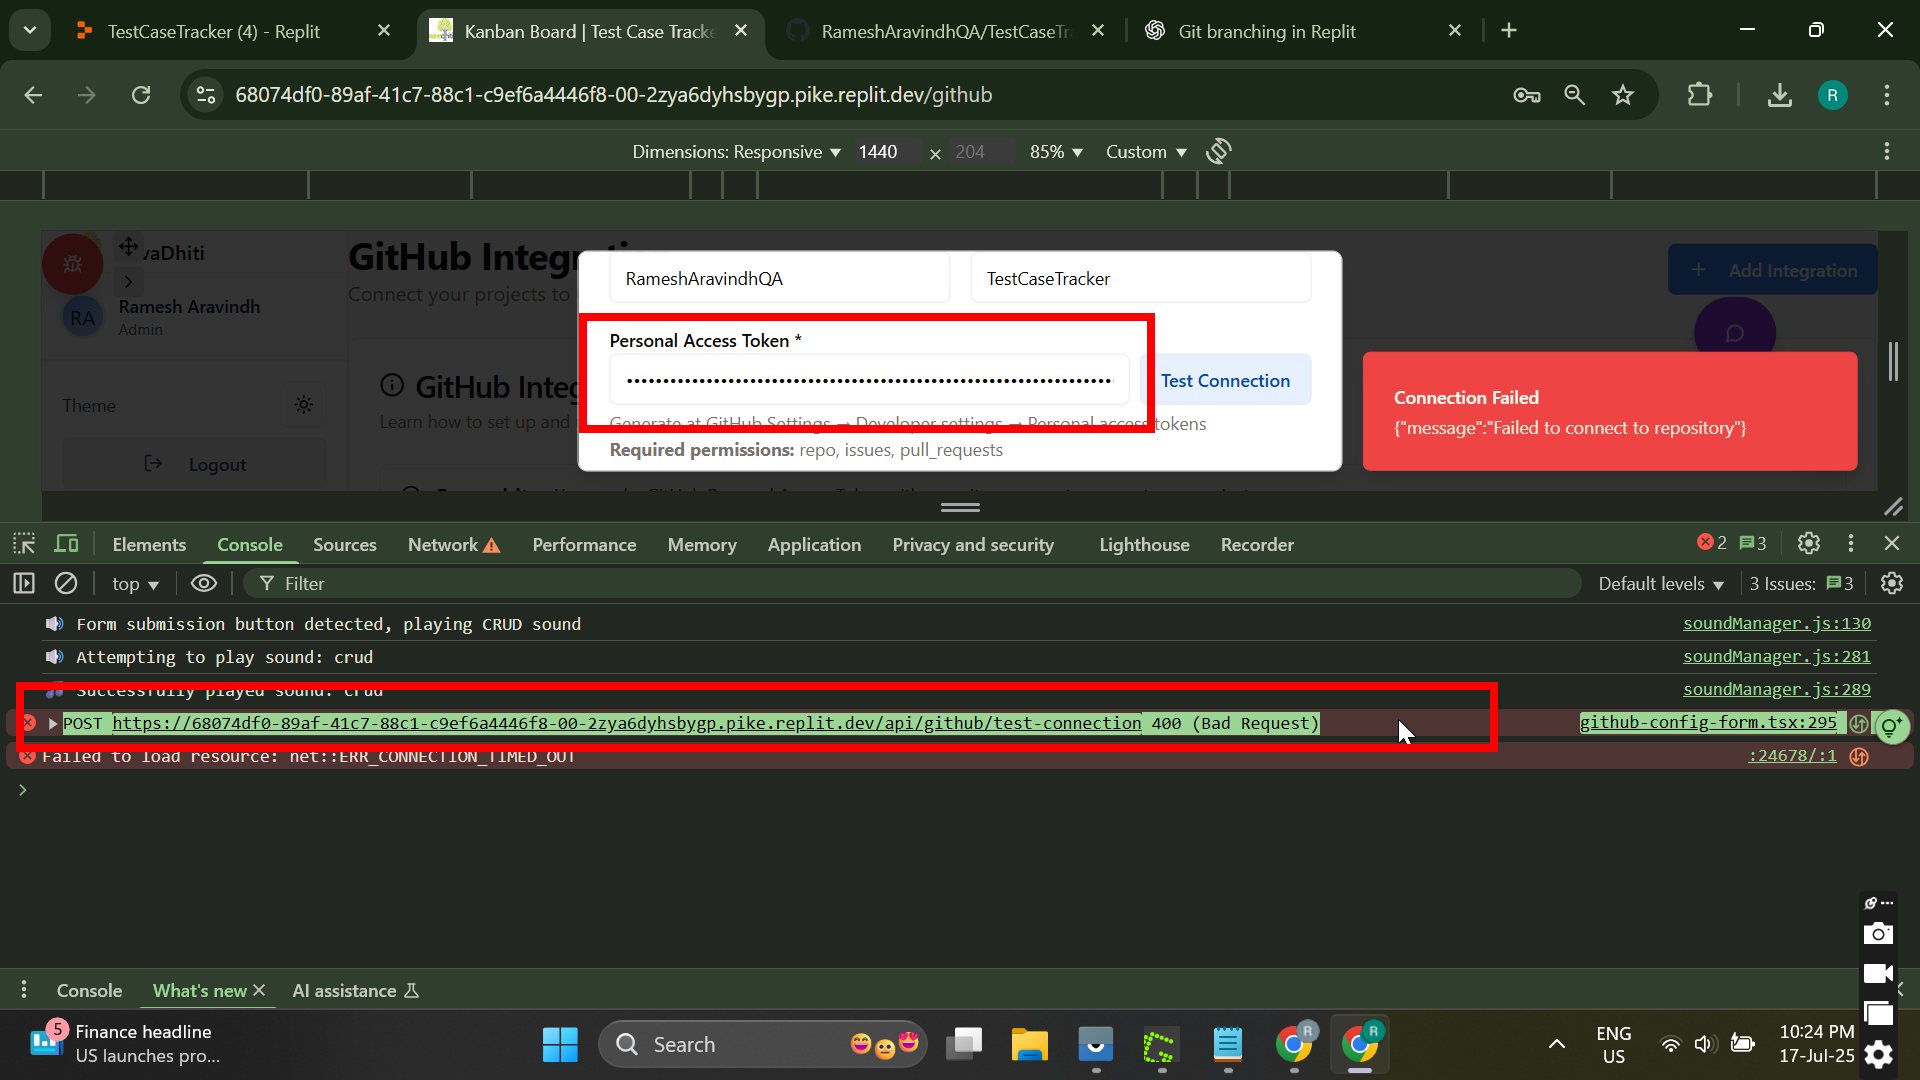 TestCaseTracker (4) - Replit
Kanban Board | Test Case Tracke
RameshAravindhQA/TestCaseTr
Git branching in Replit
68074df0-89af-41c7-88c1-c9ef6a4446f8-00-2zya6dyhsbygp.pike.replit.dev/github
R
Dimensions: Responsive
1440 × 204
85%
Custom
vaDhiti
RA
Ramesh Aravindh
Admin
Theme
Logout
GitHub Integrati
Connect your projects to
Add Integration
GitHub Integ
Learn how to set up and
RameshAravindhQA
TestCaseTracker
Personal Access Token *
Test Connection
Generate at GitHub Settings → Developer settings → Personal access tokens
Required permissions: repo, issues, pull_requests
Connection Failed
{"message":"Failed to connect to repository"}
Elements
Console
Sources
Network
Performance
Memory
Application
Privacy and security
Lighthouse
Recorder
2
3
top
Filter
Default levels
3 Issues: 3
Form submission button detected, playing CRUD sound
soundManager.js:130
Attempting to play sound: crud
soundManager.js:281
Successfully played sound: crud
soundManager.js:289
POST https://68074df0-89af-41c7-88c1-c9ef6a4446f8-00-2zya6dyhsbygp.pike.replit.dev/api/github/test-connection 400 (Bad Request)
github-config-form.tsx:295
Failed to load resource: net::ERR_CONNECTION_TIMED_OUT
:24678/:1
Console
What's new
AI assistance
5
Finance headline
US launches pro...
Search
R
R
ENG
US
10:24 PM
17-Jul-25